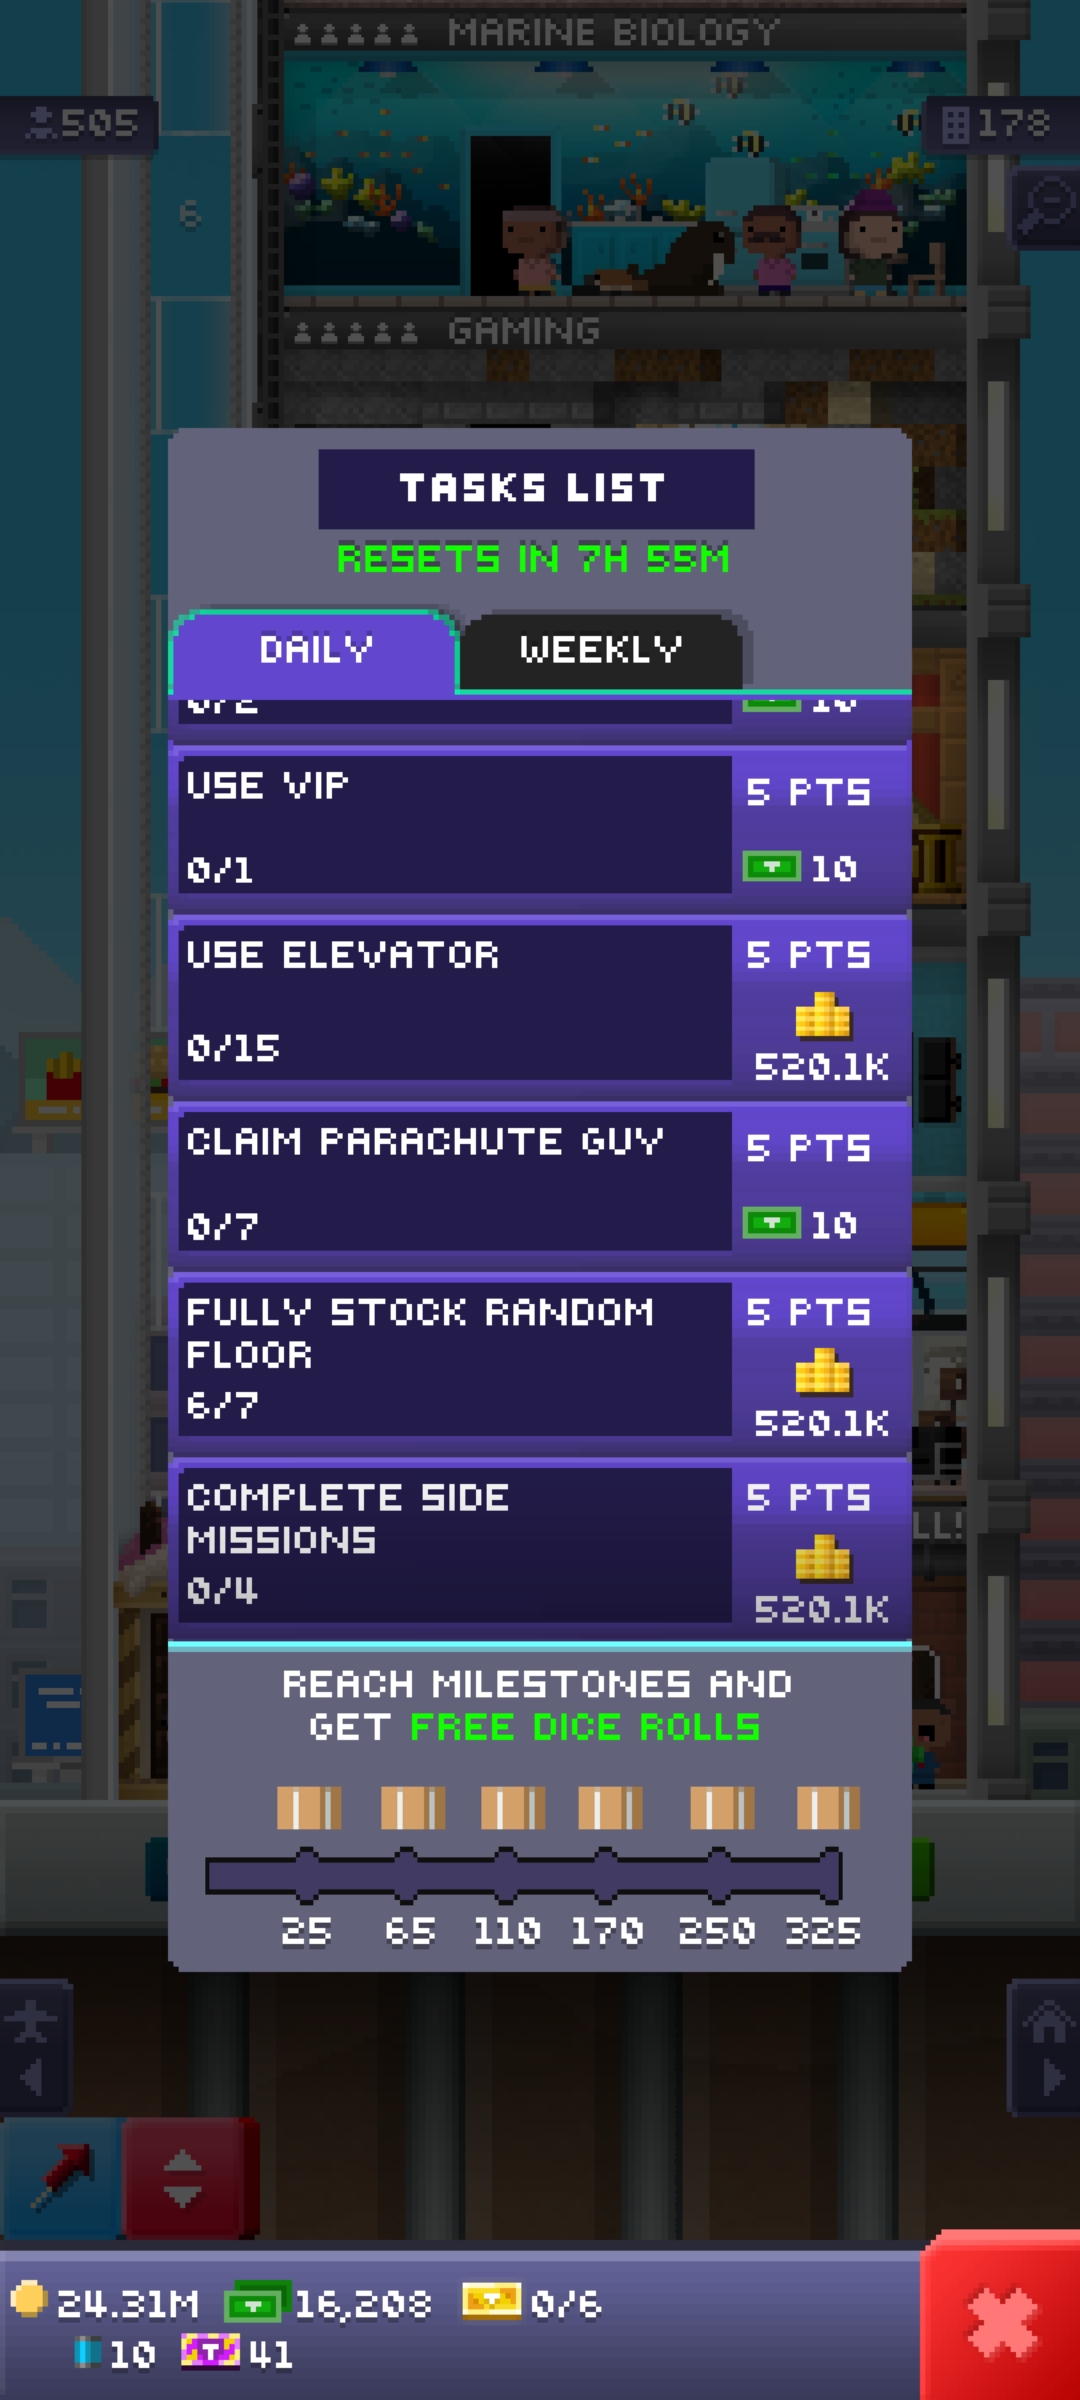 MARINE BIOLOGY
505
178
6
GAMING
TASKS LIST
RESETS IN 7H 55M
DAILY
WEEKLY
0/2
10
USE VIP
5 PTS
0/1
10
USE ELEVATOR
5 PTS
0/15
520.1K
CLAIM PARACHUTE GUY
5 PTS
0/7
10
FULLY STOCK RANDOM
FLOOR
5 PTS
6/7
520.1K
COMPLETE SIDE
MISSIONS
5 PTS
0/4
520.1K
LL!
REACH MILESTONES AND
GET FREE DICE ROLLS
25 65 110 170 250 325
24.31M 16,208 0/6
10 41